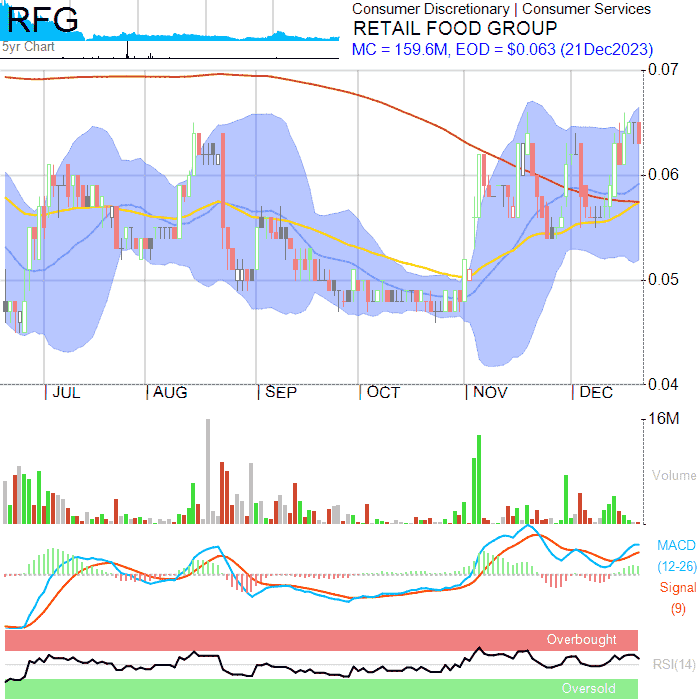 RFG
5yr Chart
Consumer Discretionary | Consumer Services
RETAIL FOOD GROUP
MC = 159.6M, EOD = $0.063 (21Dec2023)
0.07
0.06
0.05
0.04
JUL AUG SEP OCT NOV DEC
16M
Volume
MACD
(12-26)
Signal
(9)
Overbought
RSI(14)
Oversold